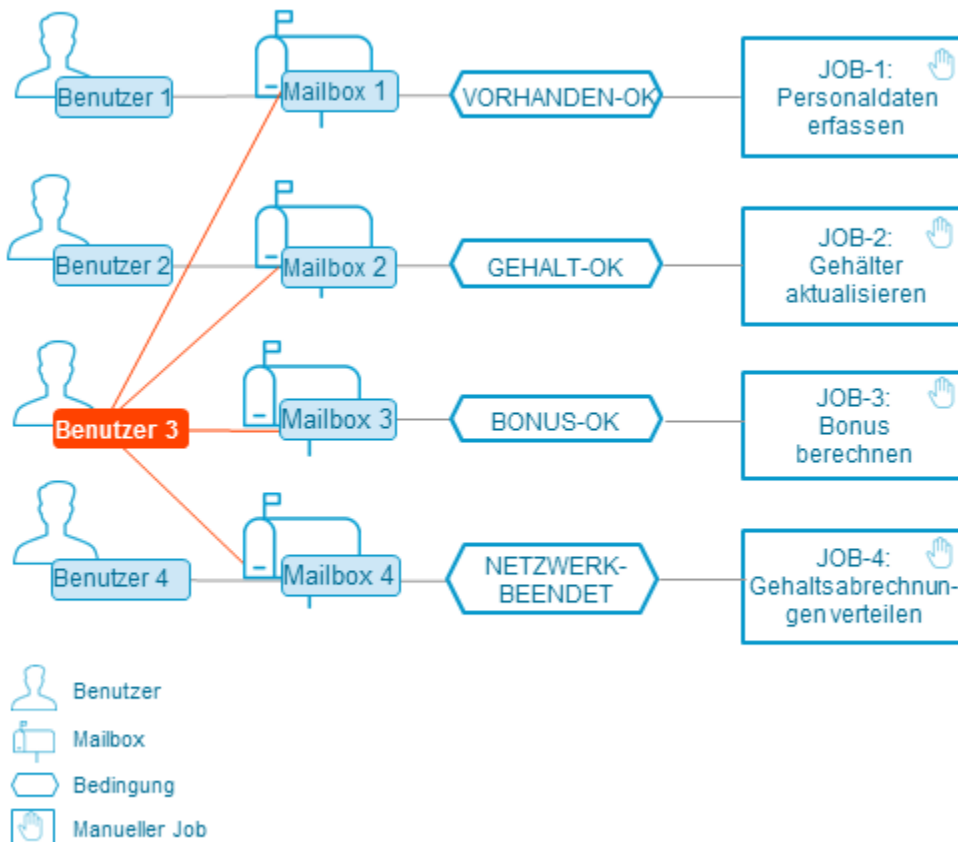 Benutzer 1
Mailbox 1
VORHANDEN-OK
JOB-1:
Personaldaten
erfassen
Benutzer 2
Mailbox 2
GEHALT-OK
JOB-2:
Gehälter
aktualisieren
Benutzer 3
Mailbox 3
BONUS-OK
JOB-3:
Bonus
berechnen
Benutzer 4
Mailbox 4
NETZWERK-
BEENDET
JOB-4:
Gehaltsabrechnun-
gen verteilen
Benutzer
Mailbox
Bedingung
Manueller Job